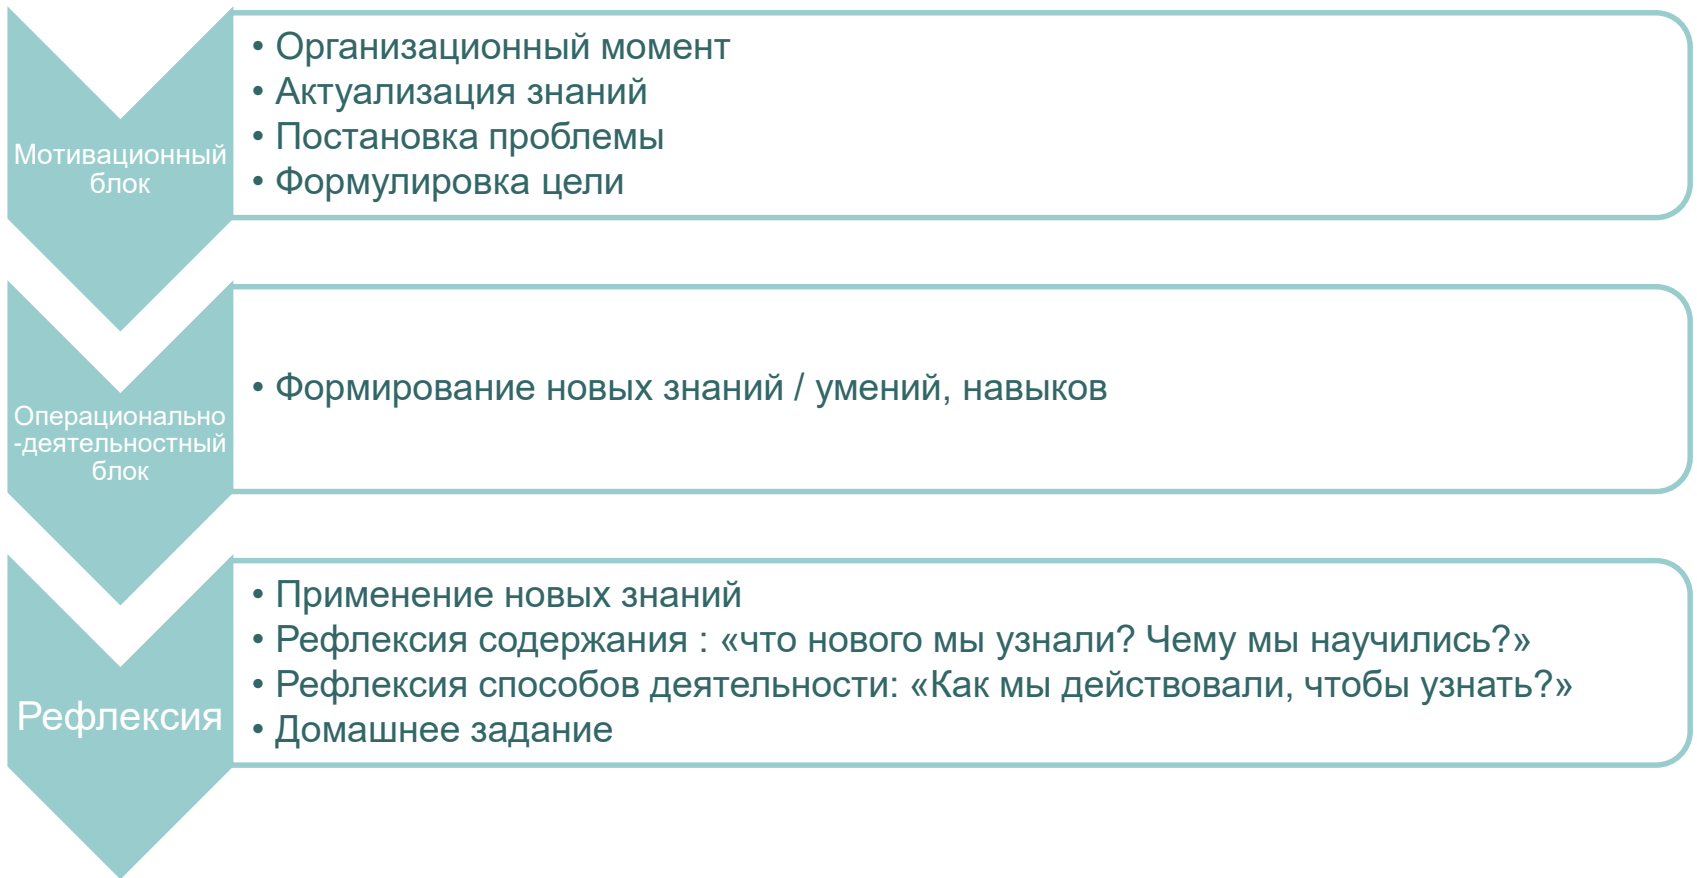 Мотивационный
блок
• Организационный момент
• Актуализация знаний
• Постановка проблемы
• Формулировка цели
Операционально
-деятельностный
блок
• Формирование новых знаний / умений, навыков
Рефлексия
• Применение новых знаний
• Рефлексия содержания : «что нового мы узнали? Чему мы научились?»
• Рефлексия способов деятельности: «Как мы действовали, чтобы узнать?»
• Домашнее задание